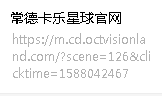 常德卡乐星球官网
https://m.cd.octvisionla
nd.com/?scene=126&cli
cktime=1588042467